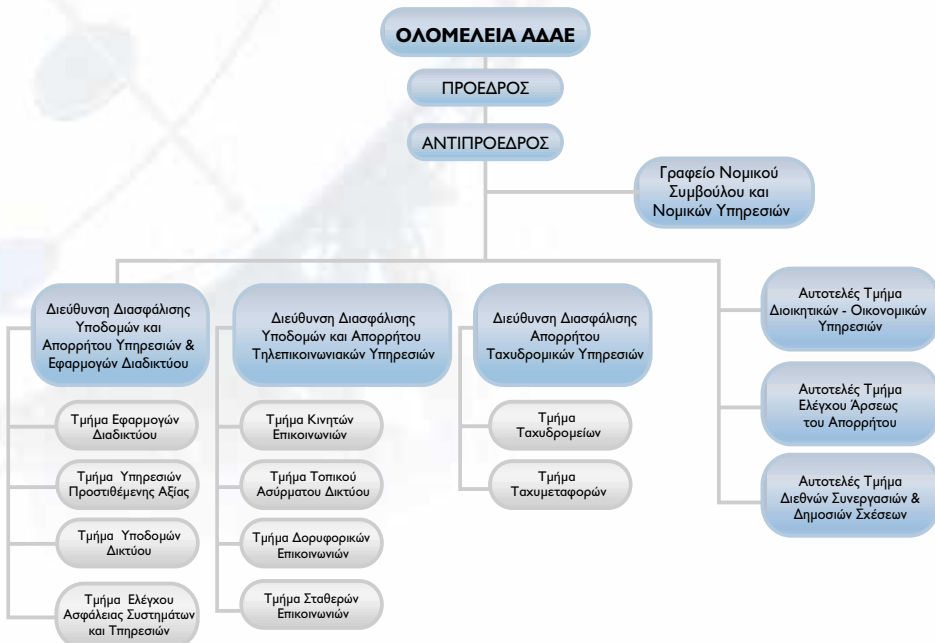 ΟΛΟΜΕΛΕΙΑ ΑΔΑΕ
ΠΡΟΕΔΡΟΣ
ΑΝΤΙΠΡΟΕΔΡΟΣ
Γραφείο Νομικού
Συμβούλου και
Νομικών Υπηρεσιών
Διεύθυνση Διασφάλισης
Υποδομών και
Απορρήτου Υπηρεσιών &
Εφαρμογών Διαδικτύου
Τμήμα Εφαρμογών
Διαδικτύου
Τμήμα Υπηρεσιών
Προστιθέμενης Αξίας
Τμήμα Υποδομών
Δικτύου
Τμήμα Ελέγχου
Ασφάλειας Συστημάτων
και Τπηρεσιών
Διεύθυνση Διασφάλισης
Υποδομών και Απορρήτου
Τηλεπικοινωνιακών Υπηρεσιών
Τμήμα Κινητών
Επικοινωνιών
Τμήμα Τοπικού
Ασύρματου Δικτύου
Τμήμα Δορυφορικών
Επικοινωνιών
Τμήμα Σταθερών
Επικοινωνιών
Διεύθυνση Διασφάλισης
Απορρήτου
Ταχυδρομικών Υπηρεσιών
Τμήμα
Ταχυδρομείων
Τμήμα
Ταχυμεταφορών
Αυτοτελές Τμήμα
Διοικητικών - Οικονομικών
Υπηρεσιών
Αυτοτελές Τμήμα
Ελέγχου Άρσεως
του Απορρήτου
Αυτοτελές Τμήμα
Διεθνών Συνεργασιών &
Δημοσιών Σχέσεων